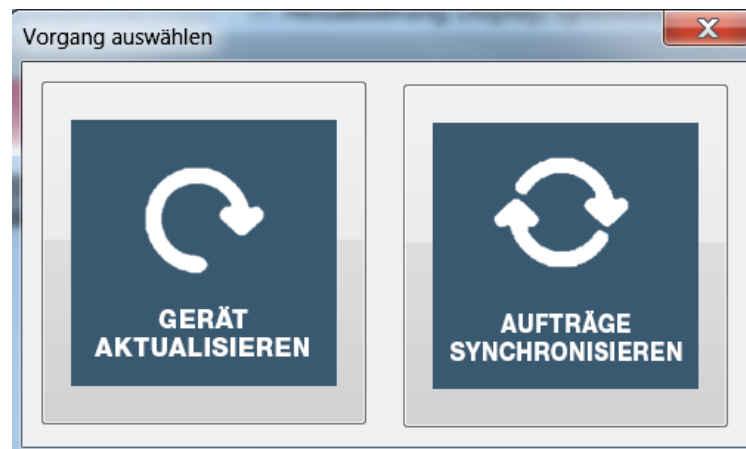 Vorgang auswählen
GERÄT
AKTUALISIEREN
AUFTRÄGE
SYNCHRONISIEREN